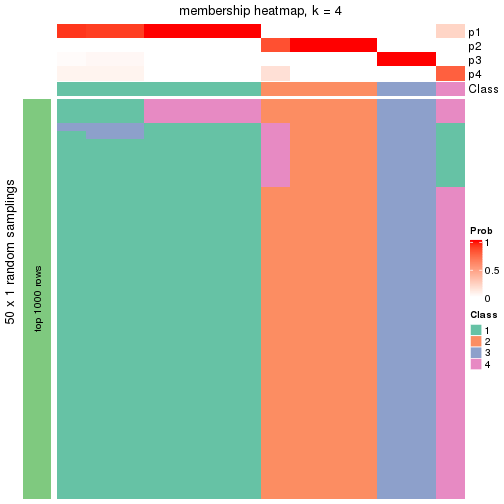 membership heatmap, k = 4
p1
p2
p3
p4
Class
50 x 1 random samplings
top 1000 rows
Prob
1
0.5
0
Class
1
2
3
4